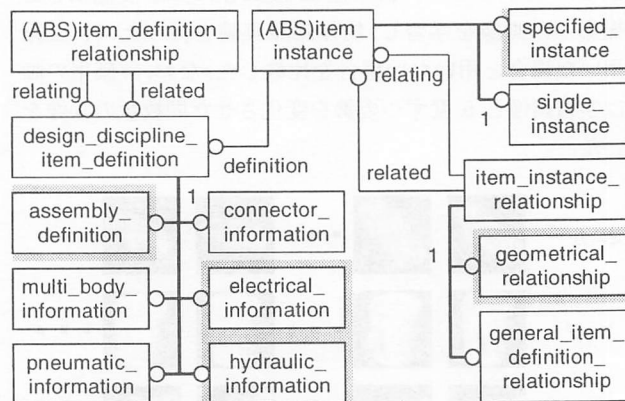 (ABS)item_definition_
relationship
(ABS)item_
instance
specified_
instance
relating
related
relating
1
single_
instance
design_discipline_
item_definition
definition
related
item_instance_
relationship
assembly_
definition
1
connector_
information
1
geometrical_
relationship
multi_body_
information
electrical_
information
general_item_
definition_
relationship
pneumatic_
information
hydraulic_
information